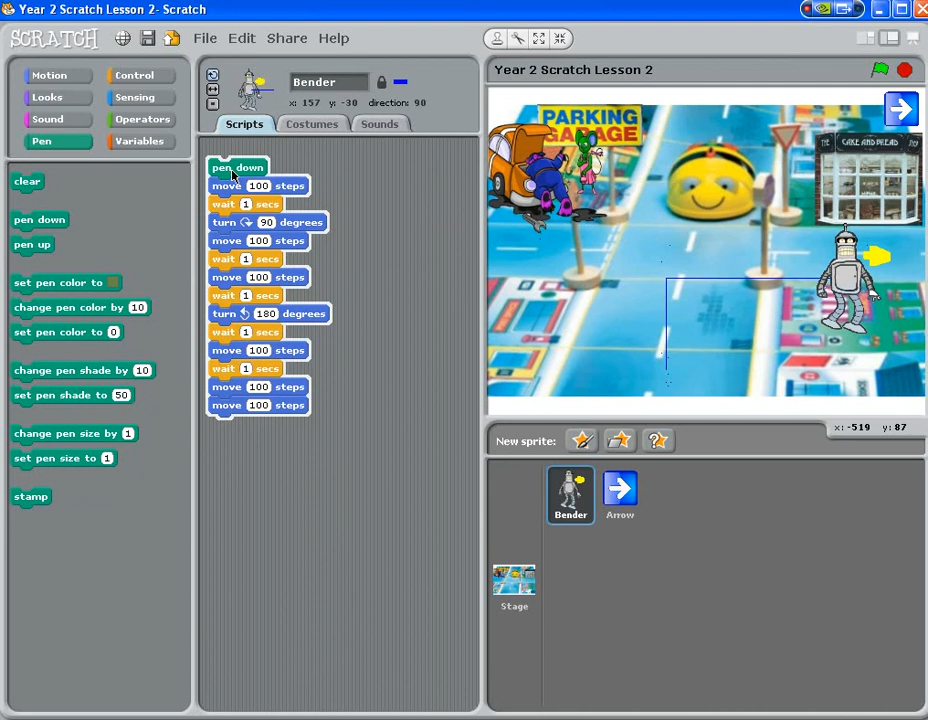 Year 2 Scratch Lesson 2- Scratch
SCRATCH
File Edit Share Help
Motion
Control
Looks
Sensing
Sound
Operators
Pen
Variables
clear
pen down
pen up
set pen color to
change pen color by 10
set pen color to 0
change pen shade by 10
set pen shade to 50
change pen size by 1
set pen size to 1
stamp
Bender
x: 157 y: -30 direction: 90
Scripts
Costumes
Sounds
pen down
move 100 steps
wait 1 secs
turn 90 degrees
move 100 steps
wait 1 secs
move 100 steps
wait 1 secs
turn 180 degrees
wait 1 secs
move 100 steps
wait 1 secs
move 100 steps
move 100 steps
Year 2 Scratch Lesson 2
PARKING
GARAGE
THE CAKE AND BREAD
x: -519 y: 87
New sprite:
Bender
Arrow
Stage